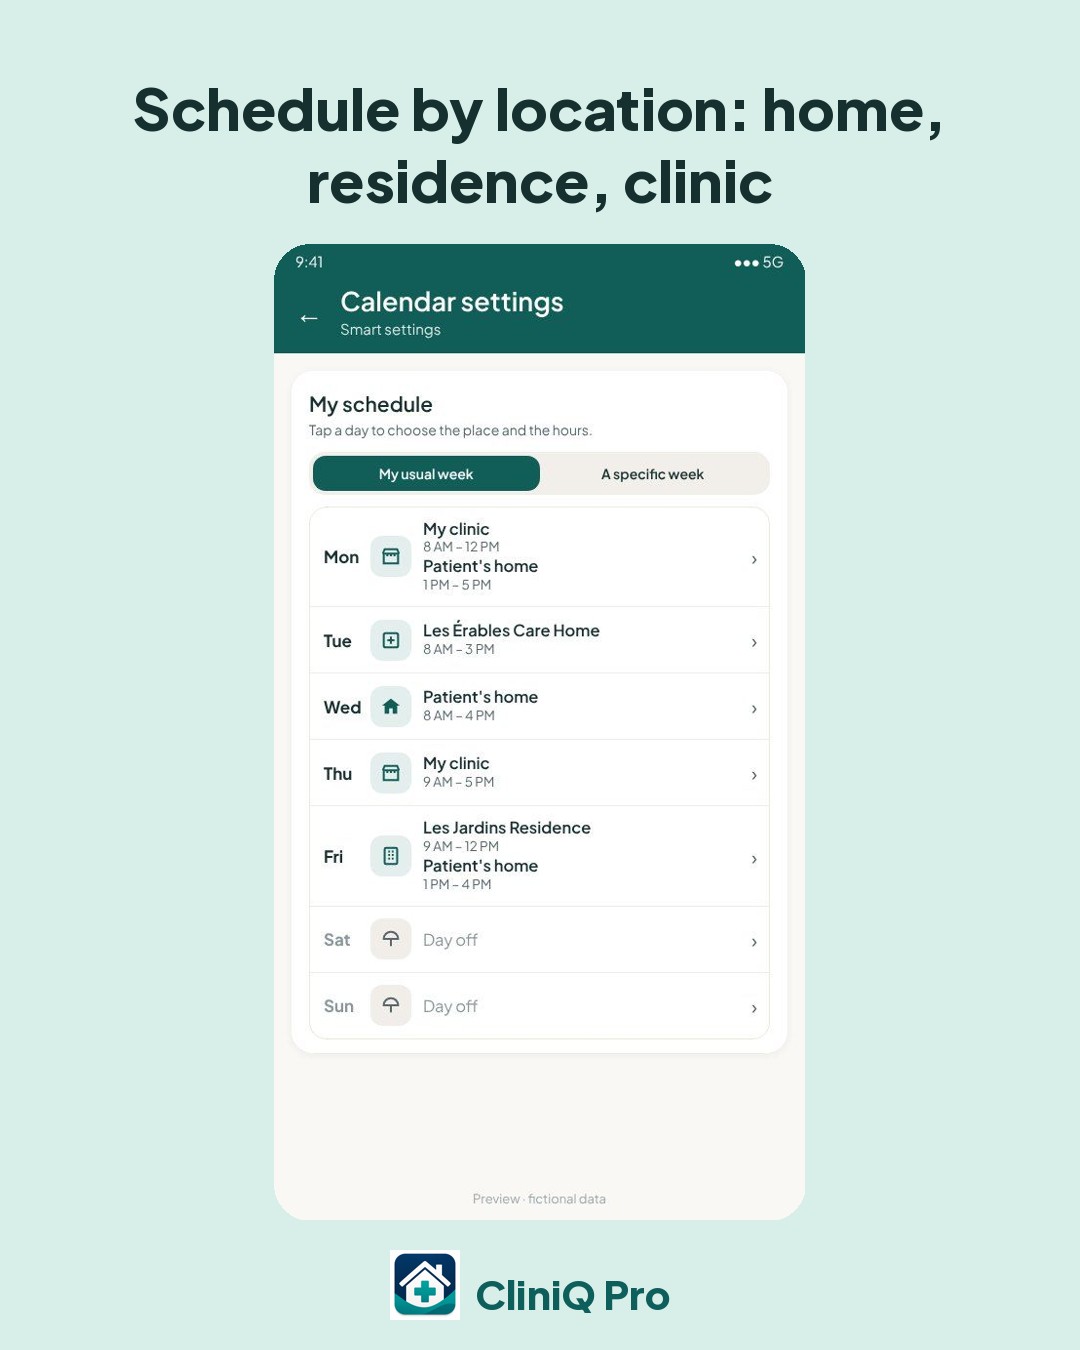 Schedule by location: home,
residence, clinic
9:41
●●● 5G
←
Calendar settings
Smart settings
My schedule
Tap a day to choose the place and the hours.
My usual week
A specific week
Mon
My clinic
8 AM – 12 PM
Patient's home
1 PM – 5 PM
›
Tue
Les Érables Care Home
8 AM – 3 PM
›
Wed
Patient's home
8 AM – 4 PM
›
Thu
My clinic
9 AM – 5 PM
›
Fri
Les Jardins Residence
9 AM – 12 PM
Patient's home
1 PM – 4 PM
›
Sat
Day off
›
Sun
Day off
›
Preview · fictional data
CliniQ Pro